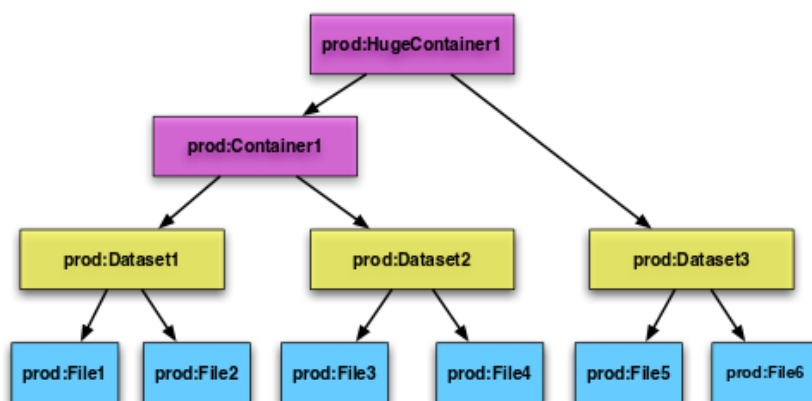 prod:HugeContainer1
prod:Container1
prod:Dataset1
prod:Dataset2
prod:Dataset3
prod:File1
prod:File2
prod:File3
prod:File4
prod:File5
prod:File6